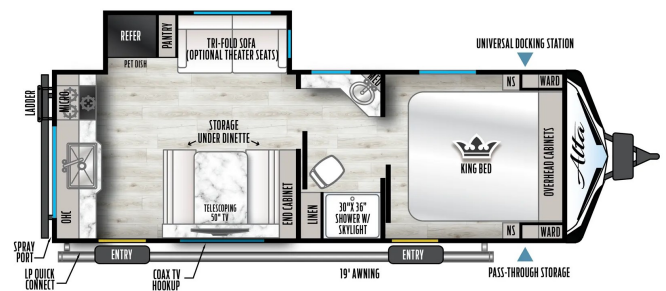 REFER
PANTRY
TRI-FOLD SOFA
(OPTIONAL THEATER SEATS)
PET DISH
UNIVERSAL DOCKING STATION
LADDER
MICRO
MED
NS
WARD
STORAGE
UNDER DINETTE
KING BED
OVERHEAD CABINETS
Alta
TELESCOPING
50" TV
END CABINET
LINEN
30"X 36"
SHOWER W/
SKYLIGHT
OHC
NS
WARD
SPRAY
PORT
LP QUICK
CONNECT
ENTRY
COAX TV
HOOKUP
19' AWNING
ENTRY
PASS-THROUGH STORAGE